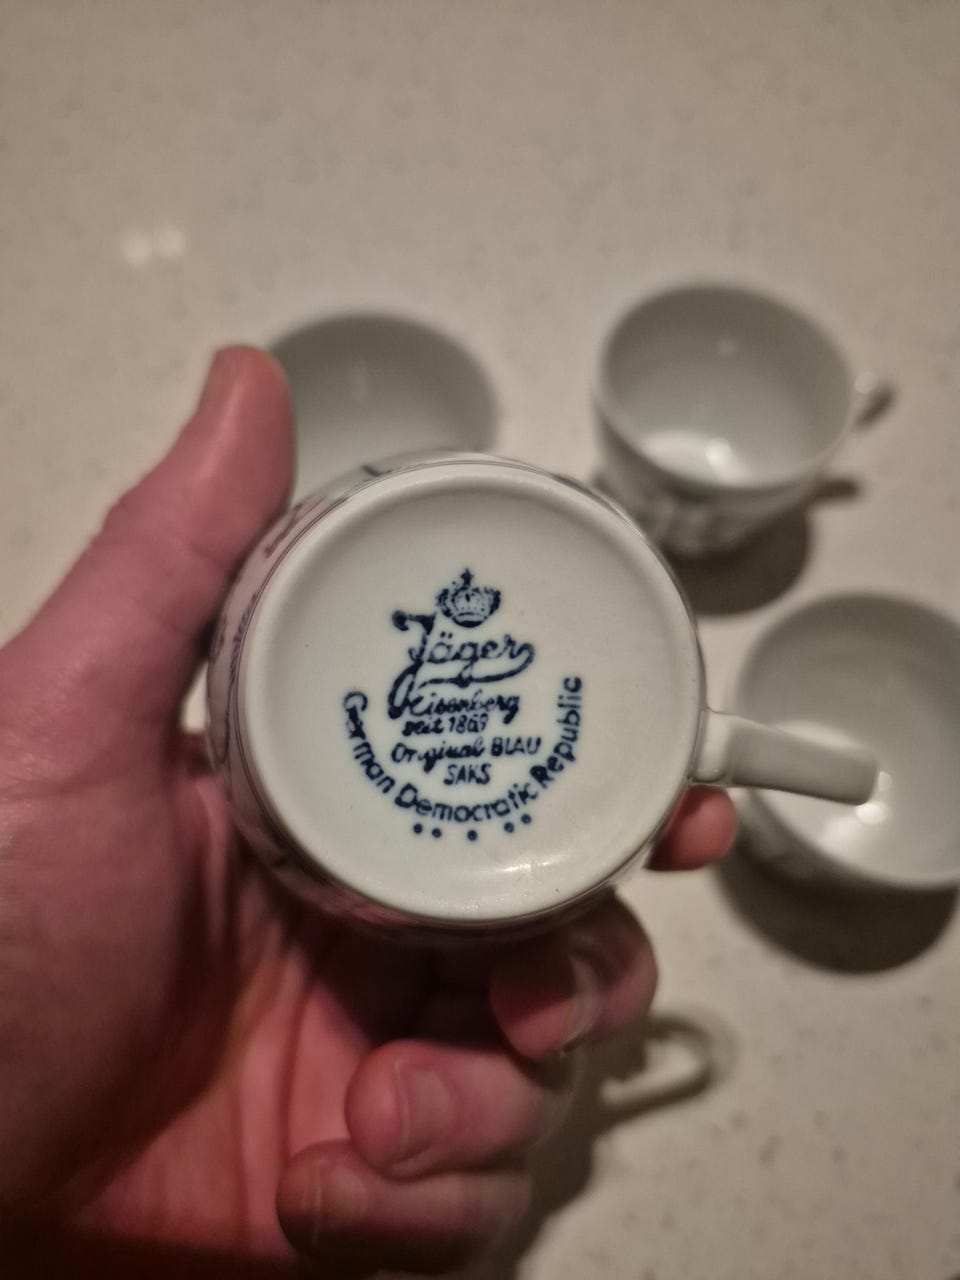 Jäger
Eisenberg
seit 1869
Original BLAU
SAKS
German Democratic Republic